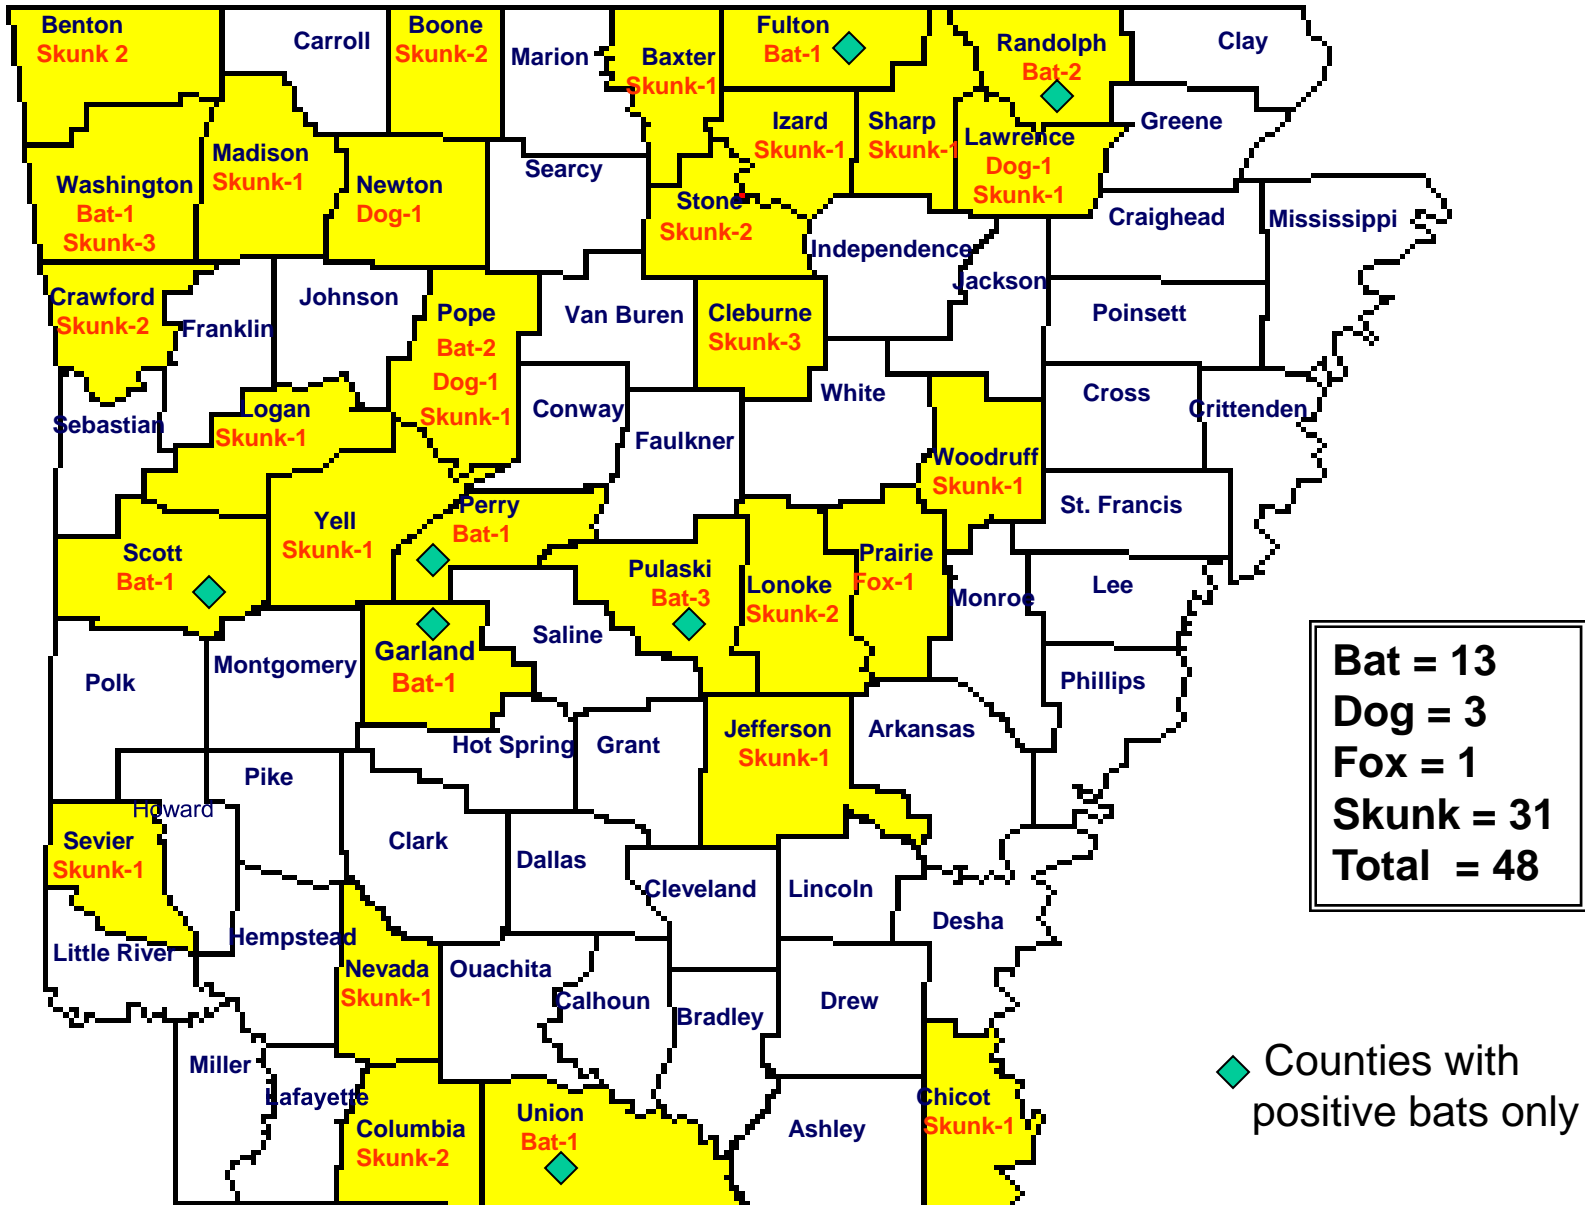 Benton
Skunk 2
Carroll
Boone
Skunk-2
Marion
Baxter
Skunk-1
Fulton
Bat-1
Randolph
Bat-2
Clay
Izard
Skunk-1
Sharp
Skunk-1
Lawrence
Dog-1
Skunk-1
Greene
Washington
Bat-1
Skunk-3
Madison
Skunk-1
Newton
Dog-1
Searcy
Stone
Skunk-2
Independence
Craighead
Mississippi
Crawford
Skunk-2
Franklin
Johnson
Pope
Bat-2
Dog-1
Skunk-1
Van Buren
Cleburne
Skunk-3
Jackson
Poinsett
Sebastian
Logan
Skunk-1
Conway
Faulkner
White
Cross
Crittenden
Woodruff
Skunk-1
St. Francis
Scott
Bat-1
Yell
Skunk-1
Perry
Bat-1
Pulaski
Bat-3
Lonoke
Skunk-2
Prairie
Fox-1
Monroe
Lee
Polk
Montgomery
Garland
Bat-1
Saline
Phillips
Hot Spring
Grant
Jefferson
Skunk-1
Arkansas
Howard
Pike
Sevier
Skunk-1
Clark
Dallas
Cleveland
Lincoln
Desha
Little River
Hempstead
Nevada
Skunk-1
Ouachita
Calhoun
Bradley
Drew
Miller
Lafayette
Columbia
Skunk-2
Union
Bat-1
Ashley
Chicot
Skunk-1
Bat = 13
Dog = 3
Fox = 1
Skunk = 31
Total = 48
Counties with
positive bats only